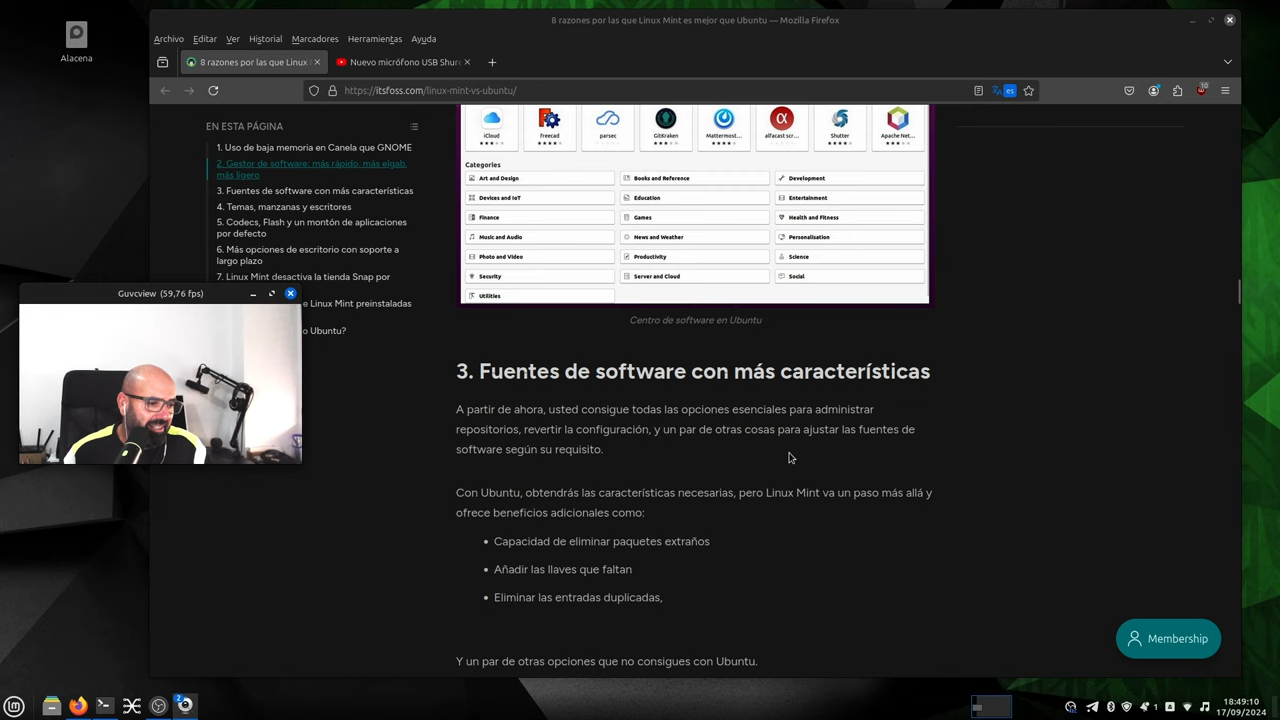 8 razones por las que Linux Mint es mejor que Ubuntu — Mozilla Firefox
Alacena
Archivo Editar Ver Historial Marcadores Herramientas Ayuda
8 razones por las que Linux
Nuevo micrófono USB Shure
https://itsfoss.com/linux-mint-vs-ubuntu/
es
EN ESTA PÁGINA
1. Uso de baja memoria en Canela que GNOME
2. Gestor de software: más rápido, más elgab,
más ligero
3. Fuentes de software con más características
4. Temas, manzanas y escritores
5. Codecs, Flash y un montón de aplicaciones
por defecto
6. Más opciones de escritorio con soporte a
largo plazo
7. Linux Mint desactiva la tienda Snap por
e Linux Mint preinstaladas
o Ubuntu?
Guvcview (59,76 fps)
iCloud
freecad
parsec
GitKraken
Mattermost...
alfacast scr...
Shutter
Apache Net...
Categories
Art and Design
Books and Reference
Development
Devices and IoT
Education
Entertainment
Finance
Games
Health and Fitness
Music and Audio
News and Weather
Personalisation
Photo and Video
Productivity
Science
Security
Server and Cloud
Social
Utilities
Centro de software en Ubuntu
3. Fuentes de software con más características
A partir de ahora, usted consigue todas las opciones esenciales para administrar
repositorios, revertir la configuración, y un par de otras cosas para ajustar las fuentes de
software según su requisito.
Con Ubuntu, obtendrás las características necesarias, pero Linux Mint va un paso más allá y
ofrece beneficios adicionales como:
Capacidad de eliminar paquetes extraños
Añadir las llaves que faltan
Eliminar las entradas duplicadas,
Y un par de otras opciones que no consigues con Ubuntu.
Membership
18:49:10
17/09/2024